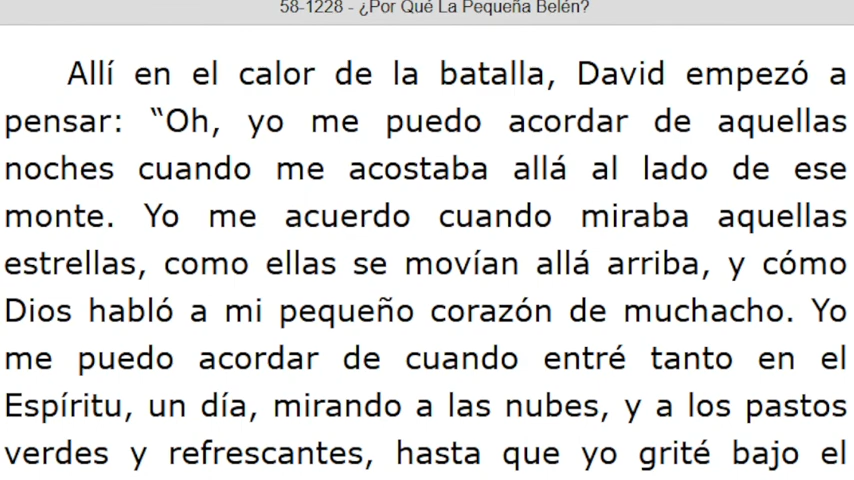 58-1228 - ¿Por Qué La Pequeña Belén?
Allí en el calor de la batalla, David empezó a
pensar: “Oh, yo me puedo acordar de aquellas
noches cuando me acostaba allá al lado de ese
monte. Yo me acuerdo cuando miraba aquellas
estrellas, como ellas se movían allá arriba, y cómo
Dios habló a mi pequeño corazón de muchacho. Yo
me puedo acordar de cuando entré tanto en el
Espíritu, un día, mirando a las nubes, y a los pastos
verdes y refrescantes, hasta que yo grité bajo el